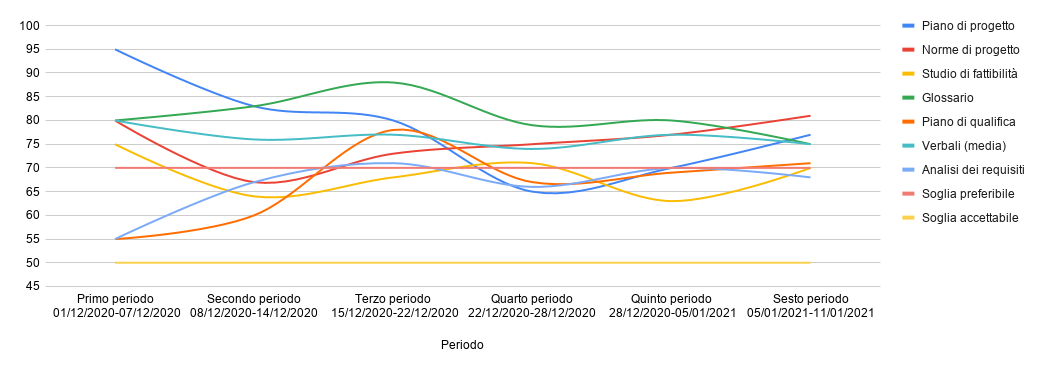 100
95
90
85
80
75
70
65
60
55
50
45
Primo periodo
01/12/2020-07/12/2020
Secondo periodo
08/12/2020-14/12/2020
Terzo periodo
15/12/2020-22/12/2020
Quarto periodo
22/12/2020-28/12/2020
Quinto periodo
28/12/2020-05/01/2021
Sesto periodo
05/01/2021-11/01/2021
Periodo
Piano di progetto
Norme di progetto
Studio di fattibilità
Glossario
Piano di qualifica
Verbali (media)
Analisi dei requisiti
Soglia preferibile
Soglia accettabile